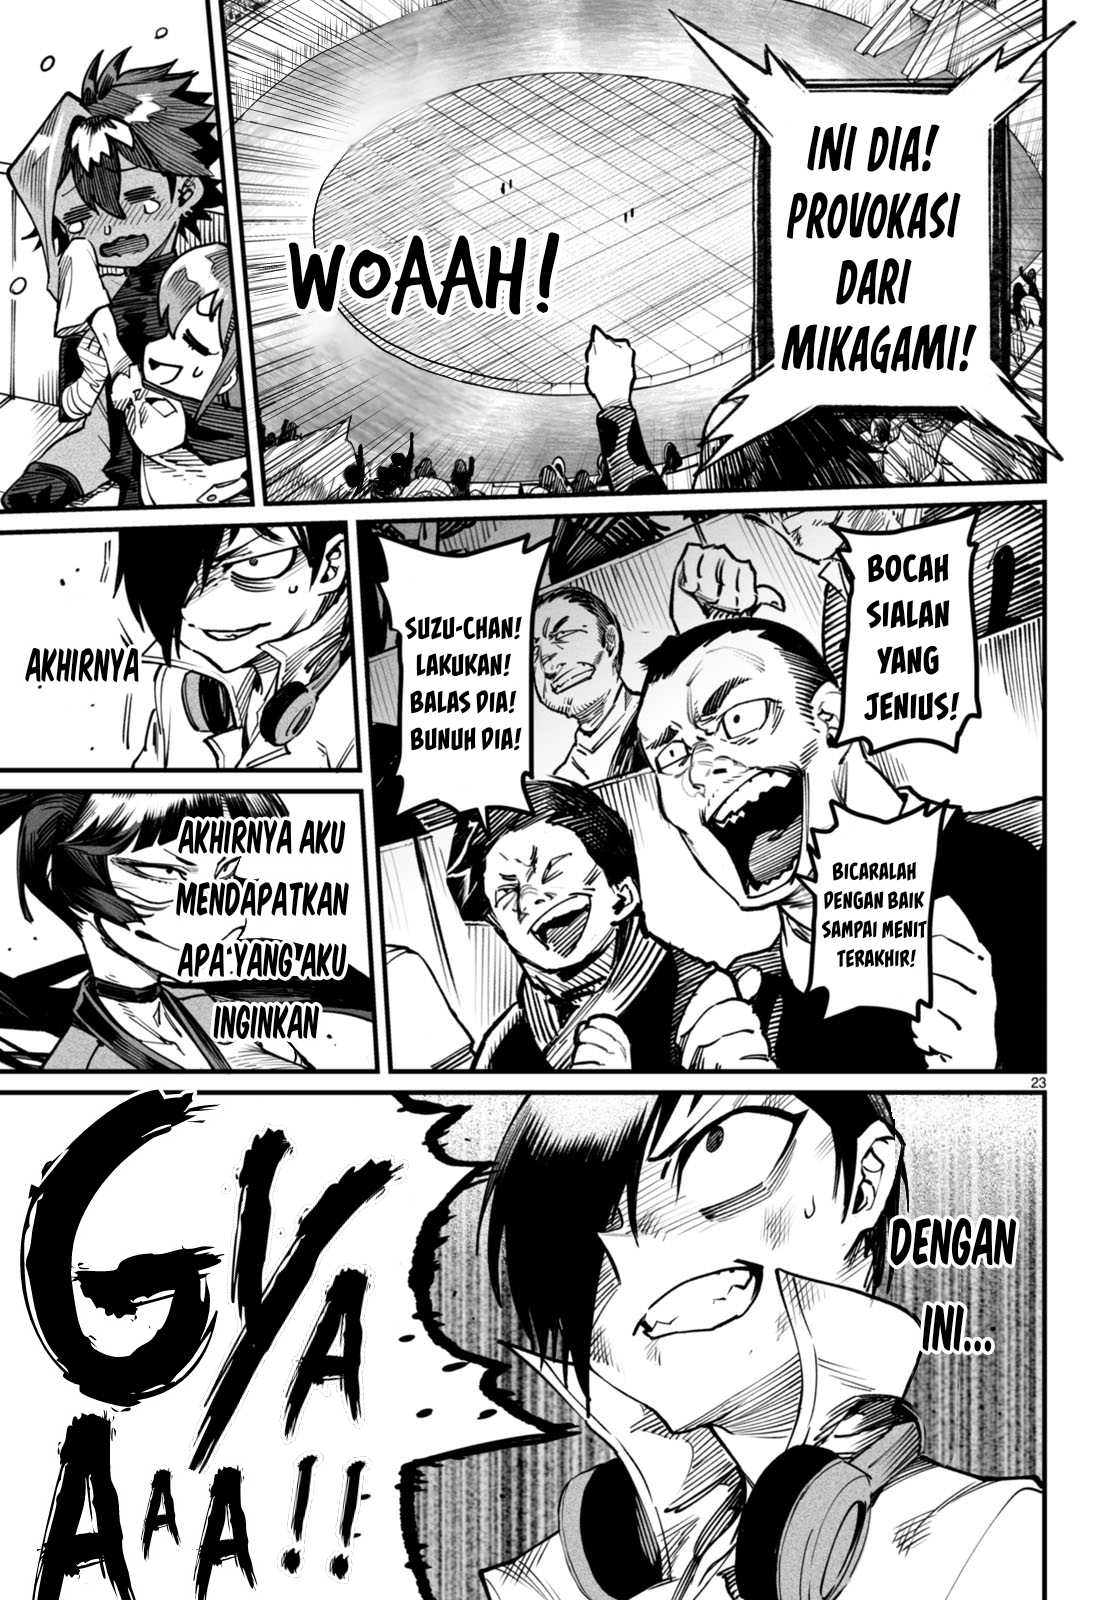 INI DIA!
PROVOKASI
DARI
MIKAGAMI!
WOAAH!
BOCAH
SIALAN
YANG
JENIUS!
BICARALAH
DENGAN BAIK
SAMPAI MENIT
TERAKHIR!
SUZU-CHAN!
LAKUKAN!
BALAS DIA!
BUNUH DIA!
AKHIRNYA
AKHIRNYA AKU
MENDAPATKAN
APA YANG AKU
INGINKAN
23
DENGAN
INI...
GYA
AAA!!